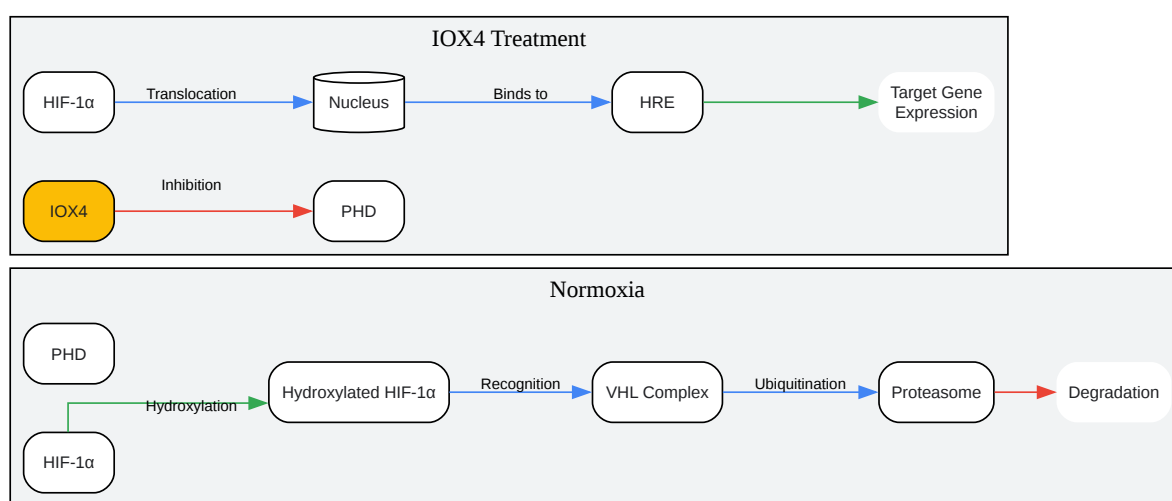 IOX4 Treatment
HIF-1α
Translocation
Nucleus
Binds to
HRE
Target Gene
Expression
IOX4
Inhibition
PHD
Normoxia
PHD
Hydroxylation
HIF-1α
Hydroxylated HIF-1α
Recognition
VHL Complex
Ubiquitination
Proteasome
Degradation